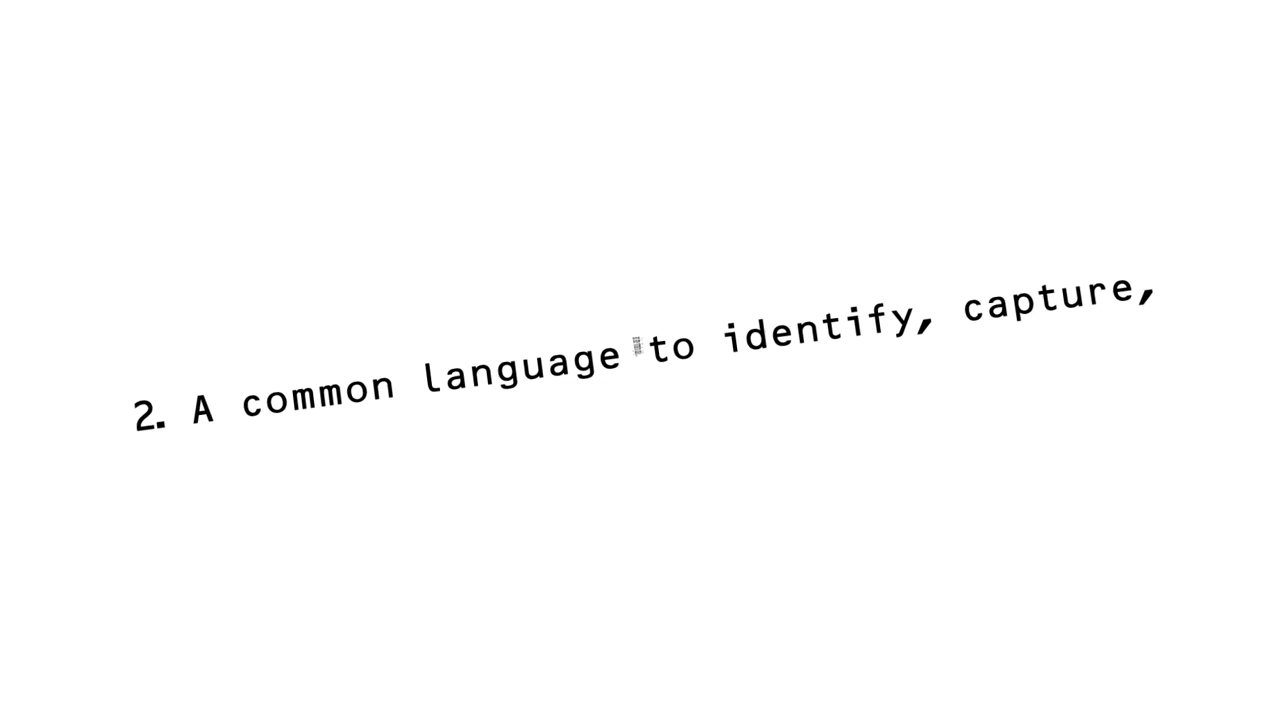 2. A common language to identify, capture,